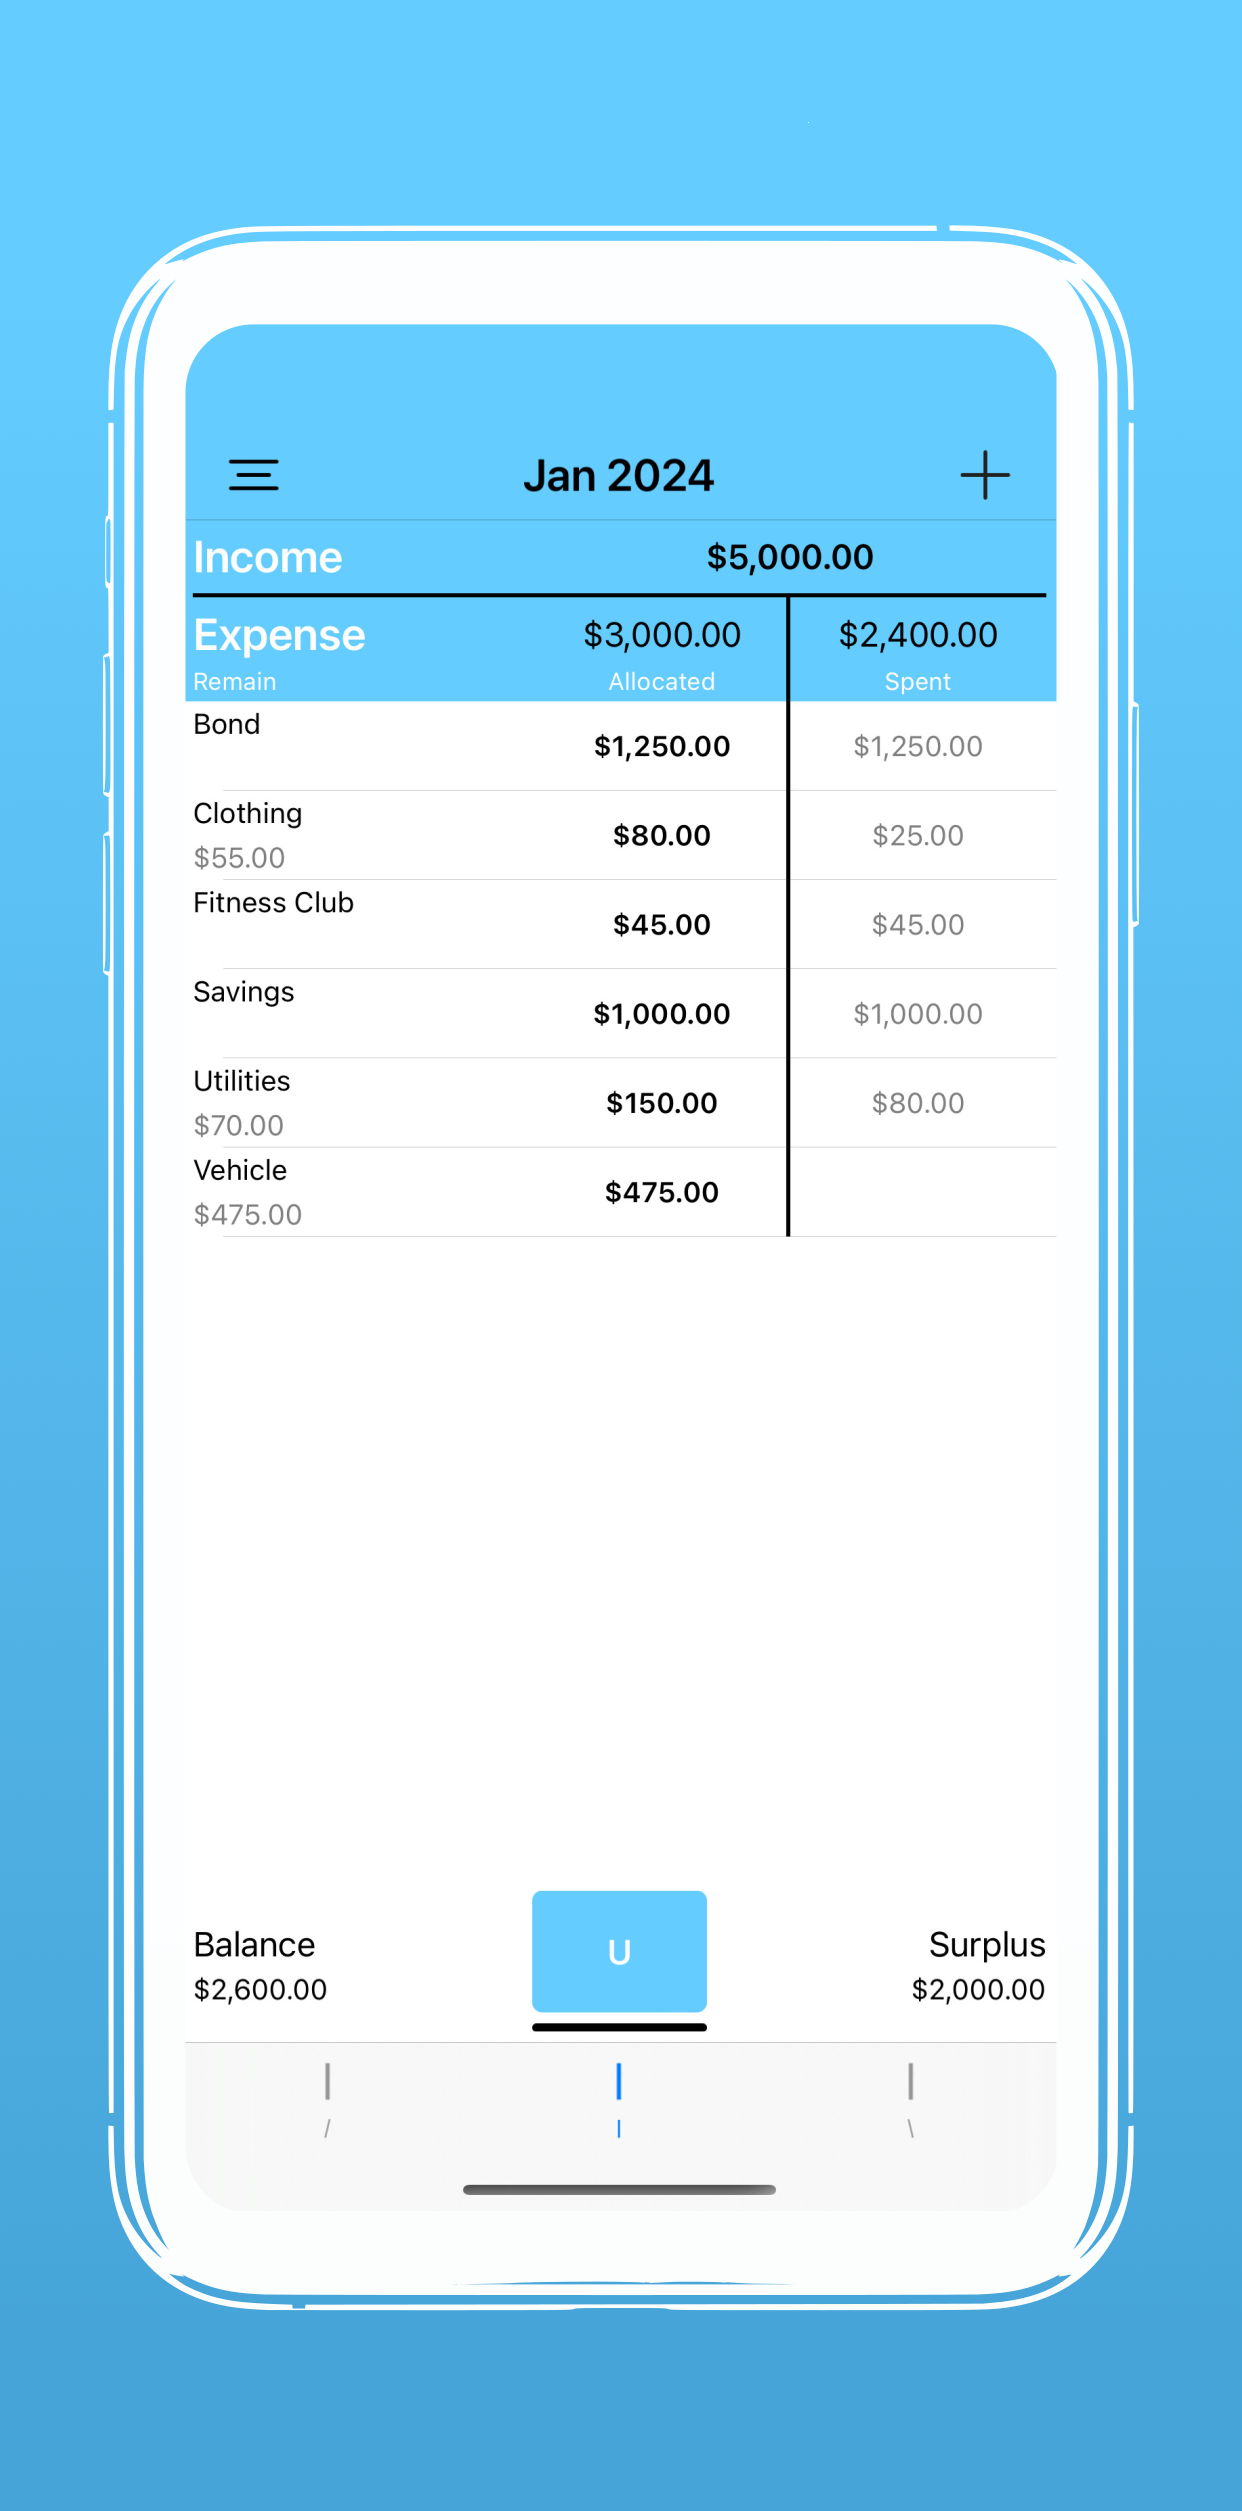 Jan 2024
Income $5,000.00
Expense $3,000.00 $2,400.00
Remain Allocated Spent
Bond $1,250.00 $1,250.00
Clothing $80.00 $25.00
$55.00
Fitness Club $45.00 $45.00
Savings $1,000.00 $1,000.00
Utilities $150.00 $80.00
$70.00
Vehicle $475.00
$475.00
Balance U Surplus
$2,600.00 $2,000.00
| | |
/ | \